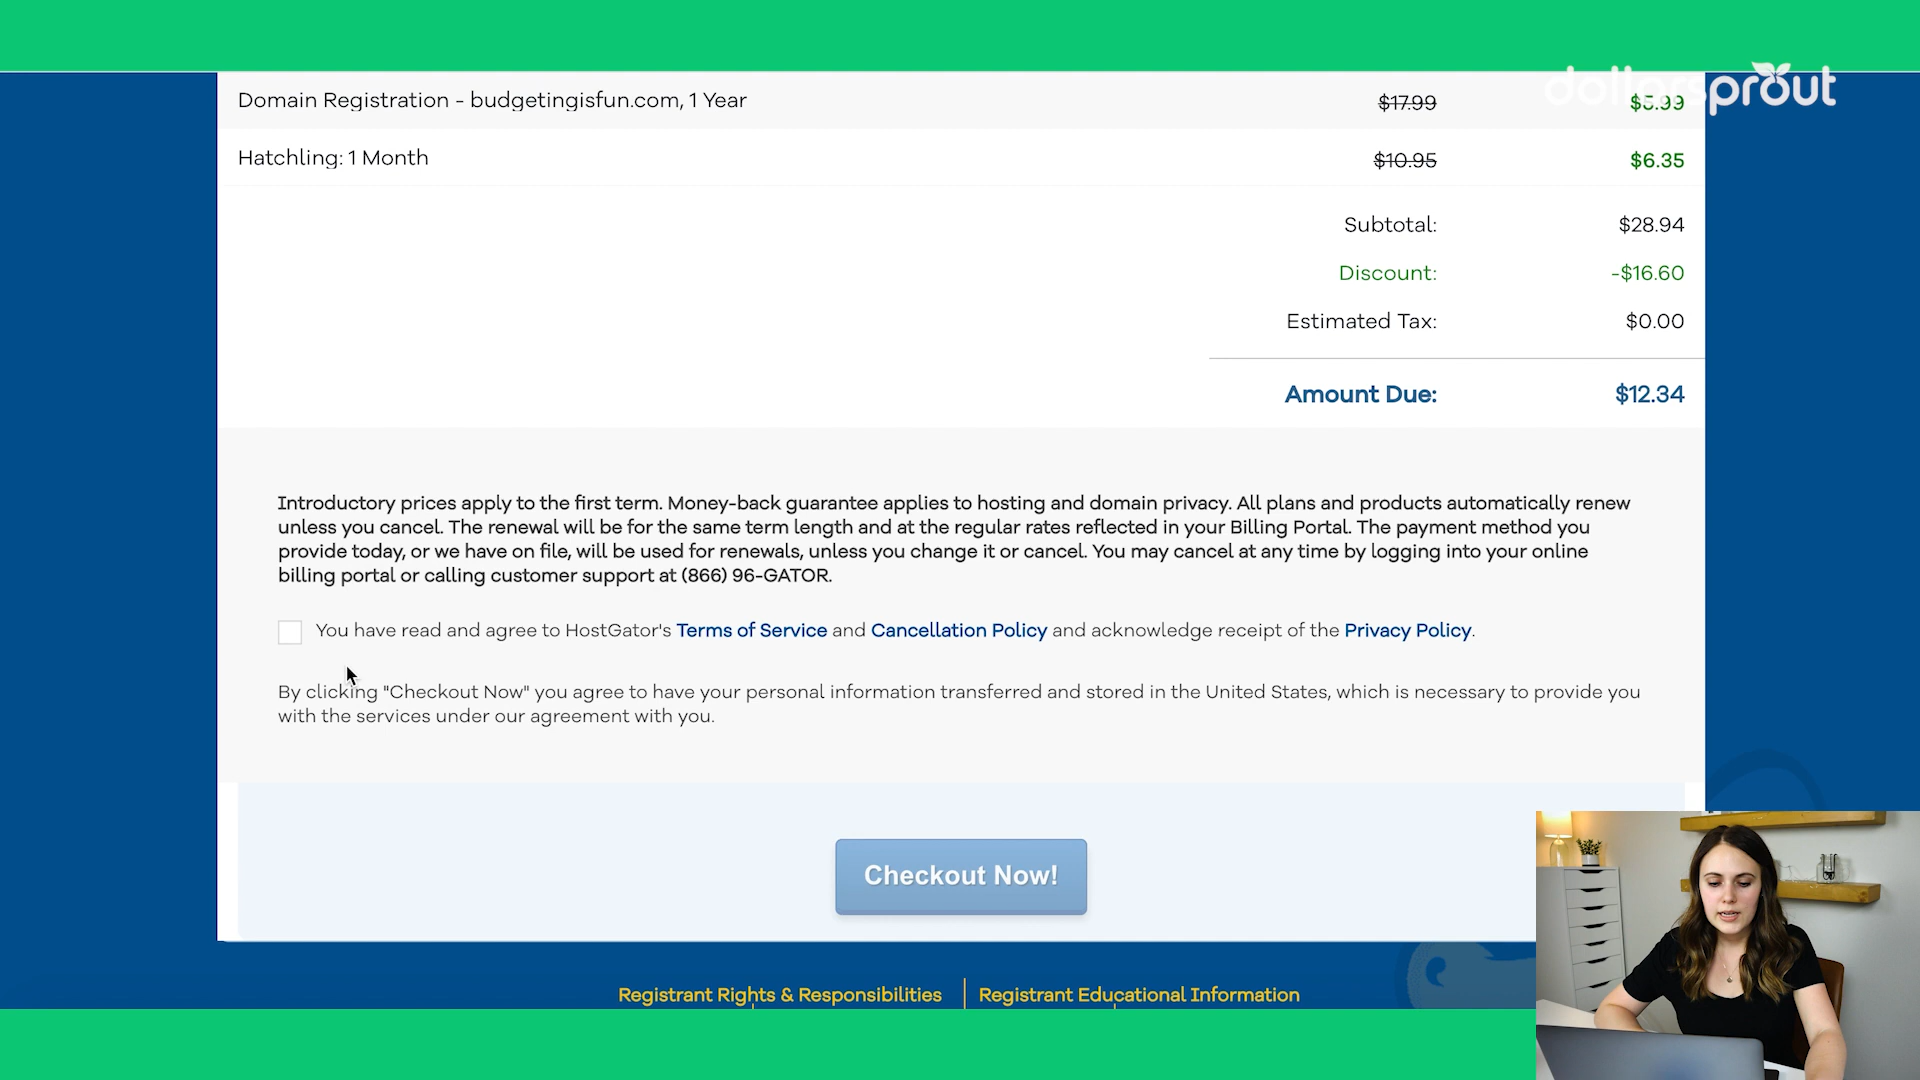 dollarsprout
Domain Registration - budgetingisfun.com, 1 Year $17.99 $5.99
Hatchling: 1 Month $10.95 $6.35
Subtotal: $28.94
Discount: -$16.60
Estimated Tax: $0.00
Amount Due: $12.34
Introductory prices apply to the first term. Money-back guarantee applies to hosting and domain privacy. All plans and products automatically renew
unless you cancel. The renewal will be for the same term length and at the regular rates reflected in your Billing Portal. The payment method you
provide today, or we have on file, will be used for renewals, unless you change it or cancel. You may cancel at any time by logging into your online
billing portal or calling customer support at (866) 96-GATOR.
You have read and agree to HostGator's Terms of Service and Cancellation Policy and acknowledge receipt of the Privacy Policy.
By clicking "Checkout Now" you agree to have your personal information transferred and stored in the United States, which is necessary to provide you
with the services under our agreement with you.
Checkout Now!
Registrant Rights & Responsibilities | Registrant Educational Information